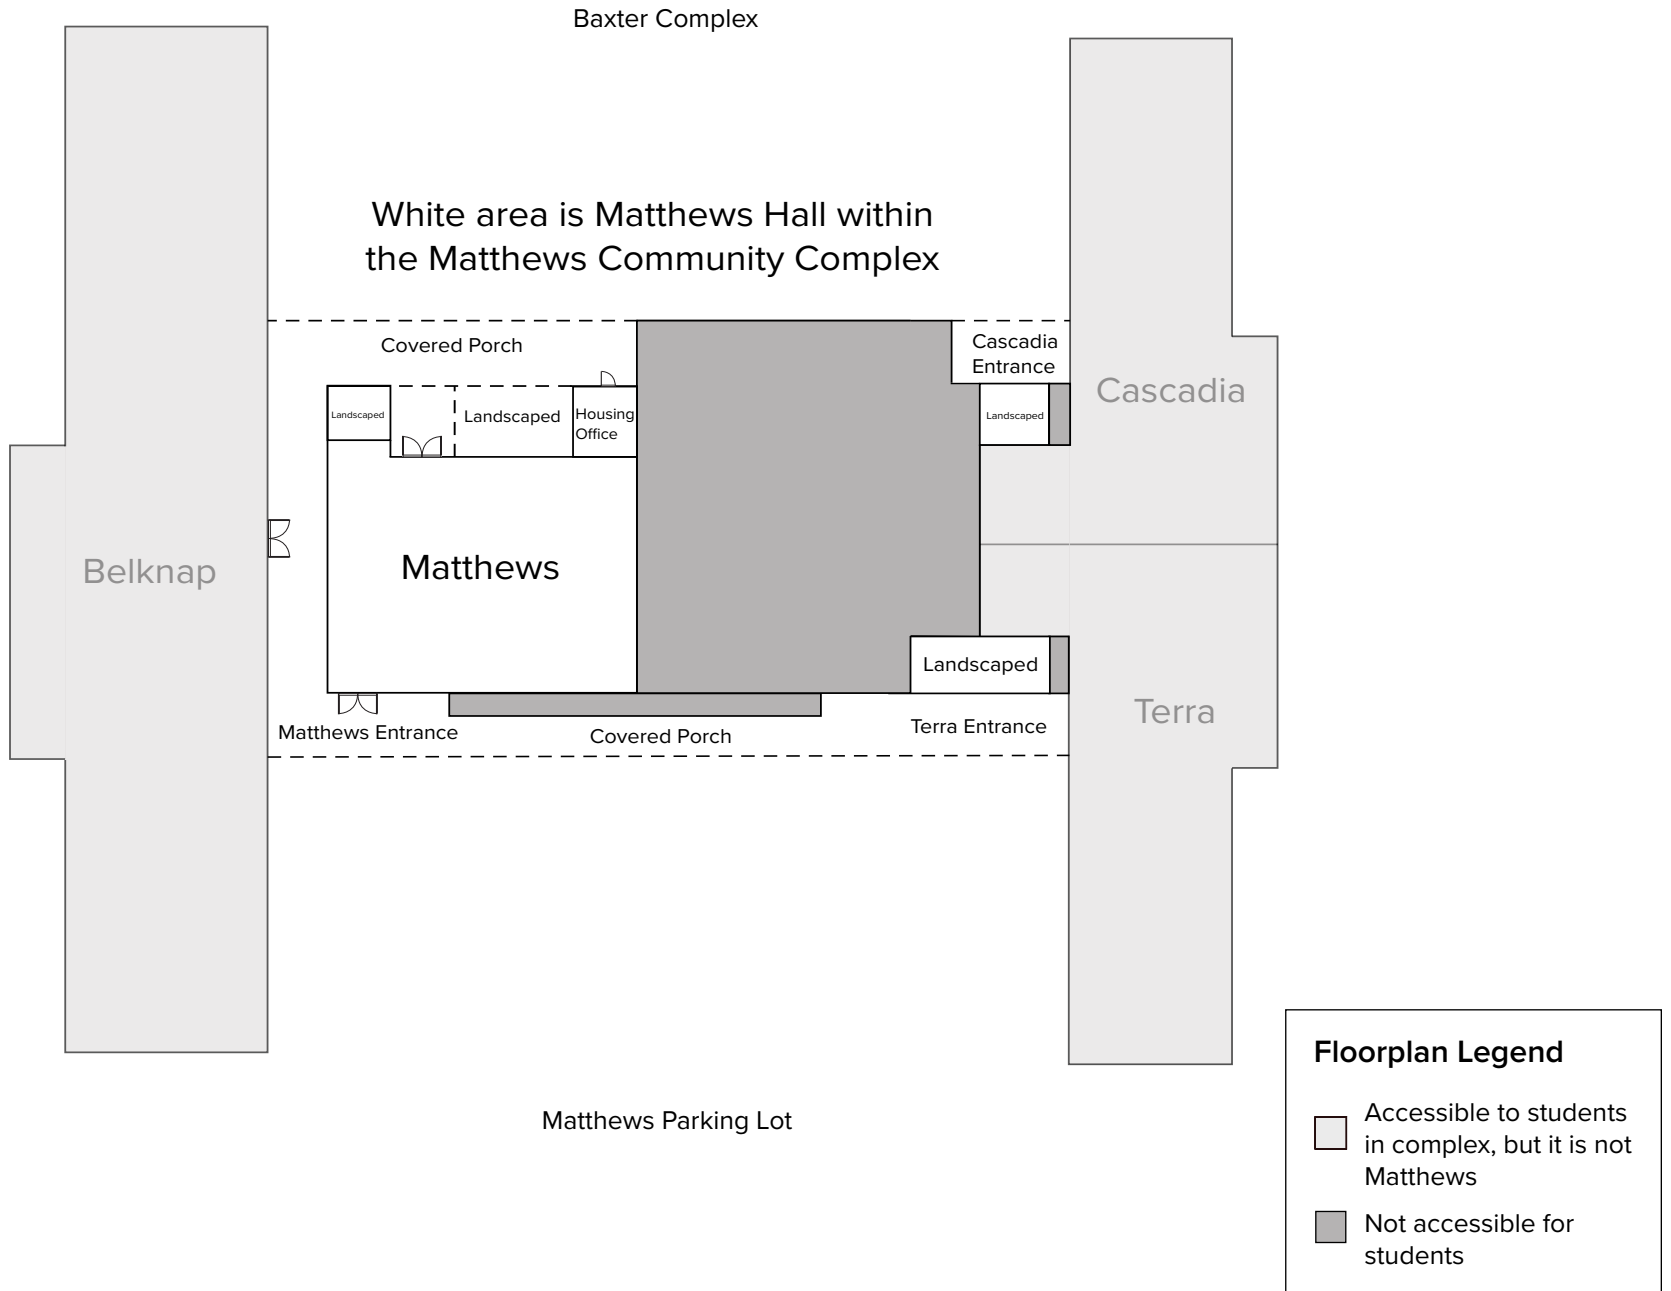 Baxter Complex
White area is Matthews Hall within
the Matthews Community Complex
Covered Porch
Cascadia
Entrance
Cascadia
Landscaped
Landscaped
Housing
Office
Landscaped
Belknap
Matthews
Landscaped
Terra
Matthews Entrance
Covered Porch
Terra Entrance
Matthews Parking Lot
Floorplan Legend
Accessible to students
in complex, but it is not
Matthews
Not accessible for
students